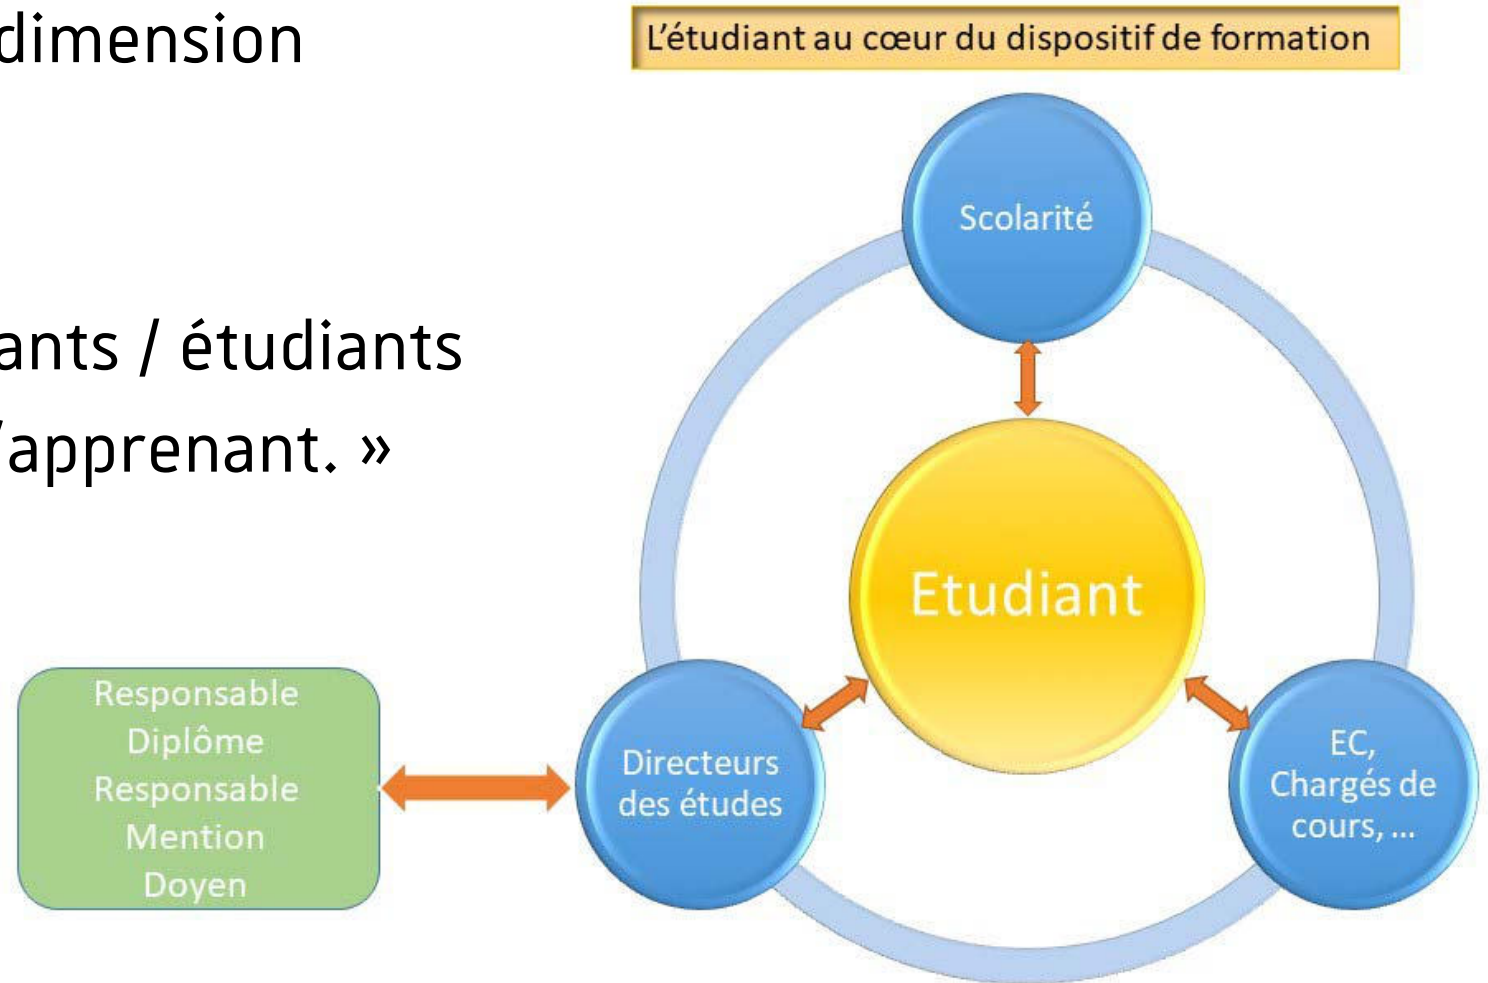 dimension
L’étudiant au cœur du dispositif de formation
Scolarité
/ étudiants
apprenant. »
Etudiant
Responsable
Diplôme
Responsable
Mention
Doyen
Directeurs
des études
EC,
Chargés de
cours, ...